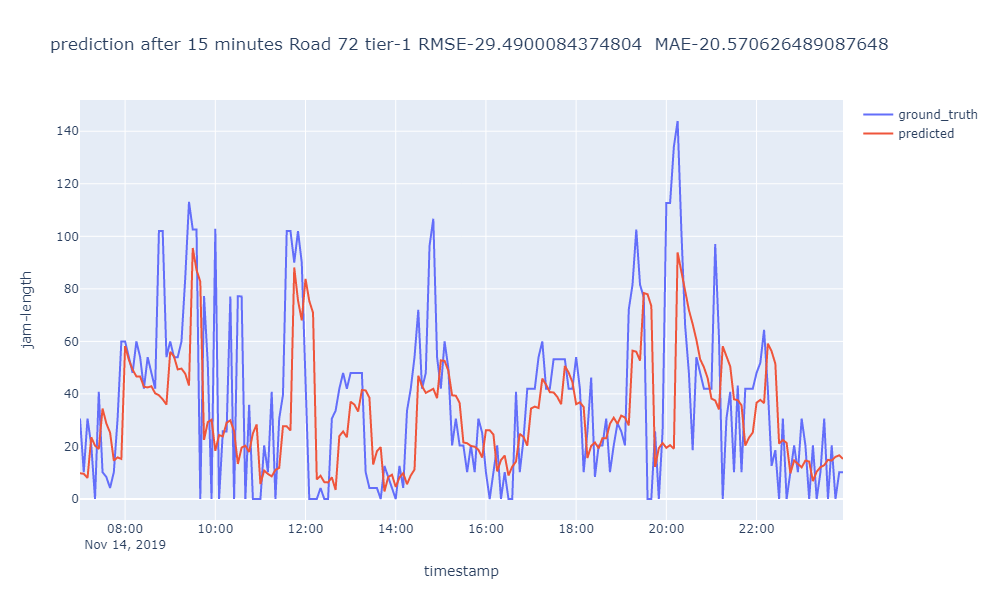 prediction after 15 minutes Road 72 tier-1 RMSE-29.4900084374804  MAE-20.570626489087648
ground_truth
predicted
140
120
100
80
60
40
20
0
jam-length
08:00 10:00 12:00 14:00 16:00 18:00 20:00 22:00
Nov 14, 2019
timestamp